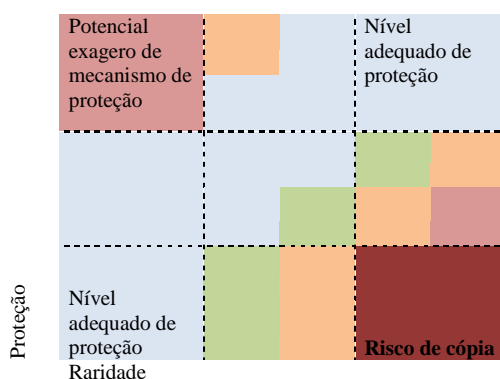 Potencial
exagero de
mecanismo de
proteção
Nível
adequado de
proteção
Proteção
Nível
adequado de
proteção
Raridade
Risco de cópia